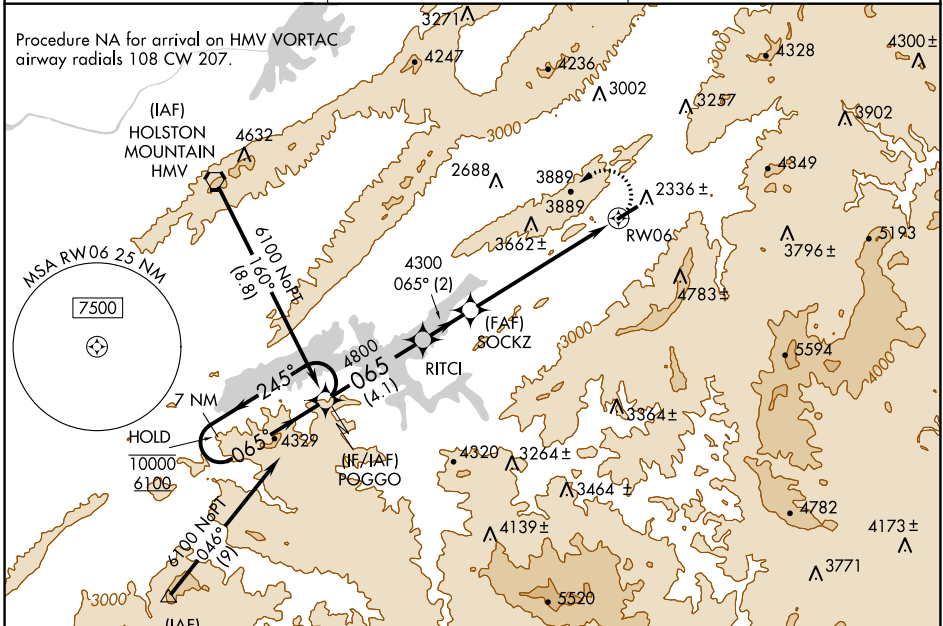 3271
Procedure NA for arrival on HMV VORTAC
airway radials 108 CW 207.
4247
4236
4328
4300±
3002
3257
3902
(IAF)
HOLSTON
MOUNTAIN
HMV
4632
3000
2688
3889
3889
4349
2336 ±
RW06
3662±
3796±
5193
6100 NoPT
160°
(8.8)
MSA RW06 25 NM
7500
4300
065° (2)
4783±
(FAF)
SOCKZ
3000
5594
4000
RITCI
4800
065
(4.1)
245°
7 NM
HOLD
10000
6100
065°
4329
(IF/IAF)
POGGO
3364±
4320
3264±
3464 ±
4782
4139±
4173±
6100 NoPT
046°
(9)
3771
3000
5520
(IAF)